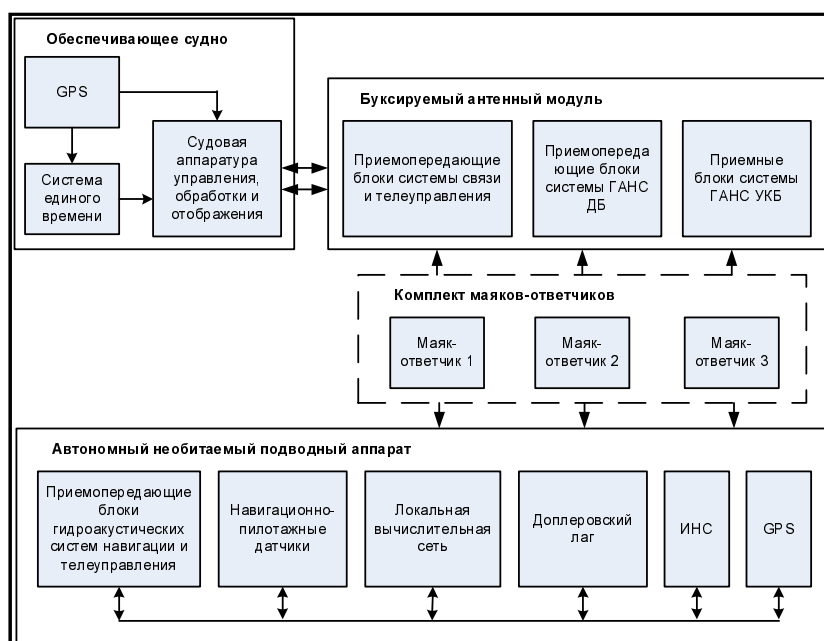 Обеспечивающее судно
GPS
Система
единого
времени
Судовая
аппаратура
управления,
обработки и
отображения
Буксируемый антенный модуль
Приемопередающие
блоки системы связи
и телеуправления
Приемопереда
ющие блоки
системы ГАНС
ДБ
Приемные
блоки системы
ГАНС УКБ
Комплект маяков-ответчиков
Маяк-
ответчик 1
Маяк-
ответчик 2
Маяк-
ответчик 3
Автономный необитаемый подводный аппарат
Приемопередающие
блоки
гидроакустических
систем навигации и
телеуправления
Навигационно-
пилотажные
датчики
Локальная
вычислительная
сеть
Доплеровский
лаг
ИНС
GPS